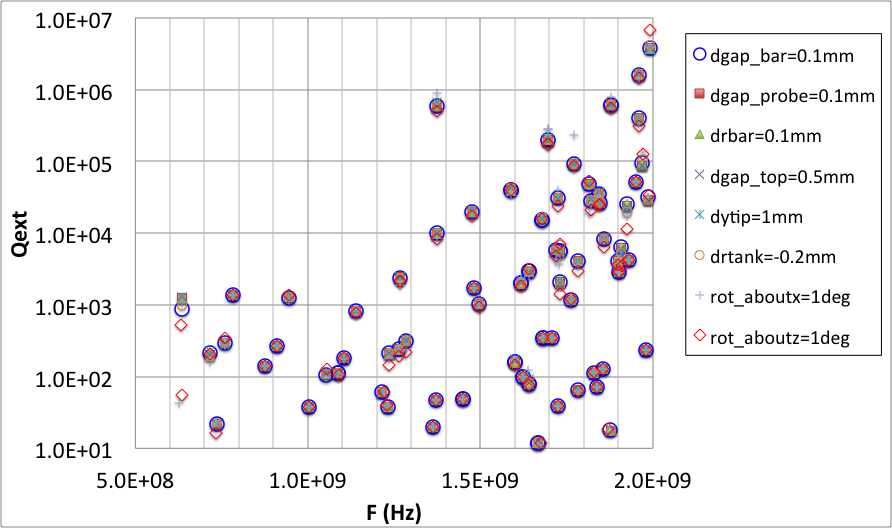 1.0E+07
1.0E+06
1.0E+05
1.0E+04
1.0E+03
1.0E+02
1.0E+01
Qext
5.0E+08 1.0E+09 1.5E+09 2.0E+09
F (Hz)
dgap_bar=0.1mm
dgap_probe=0.1mm
drbar=0.1mm
dgap_top=0.5mm
dytip=1mm
drtank=-0.2mm
rot_aboutx=1deg
rot_aboutz=1deg